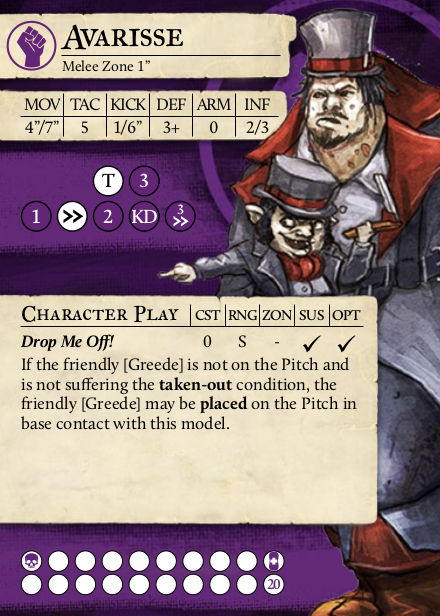 Avarisse
Melee Zone 1”
MOV TAC KICK DEF ARM INF
4”/7” 5 1/6” 3+ 0 2/3
T 3
1 >> 2 KD 3 >>
Character Play CST RNG ZON SUS OPT
Drop Me Off! 0 S - ✓ ✓
If the friendly [Greede] is not on the Pitch and
is not suffering the taken-out condition, the
friendly [Greede] may be placed on the Pitch in
base contact with this model.
20